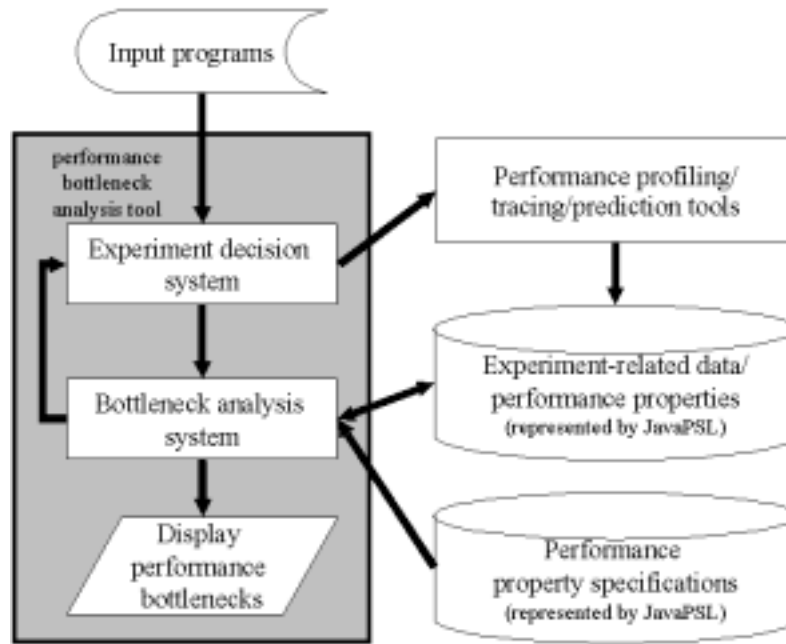 Input programs
performance
bottleneck
analysis tool
Experiment decision
system
Bottleneck analysis
system
Display
performance
bottlenecks
Performance profiling/
tracing/prediction tools
Experiment-related data/
performance properties
(represented by JavaPSL)
Performance
property specifications
(represented by JavaPSL)